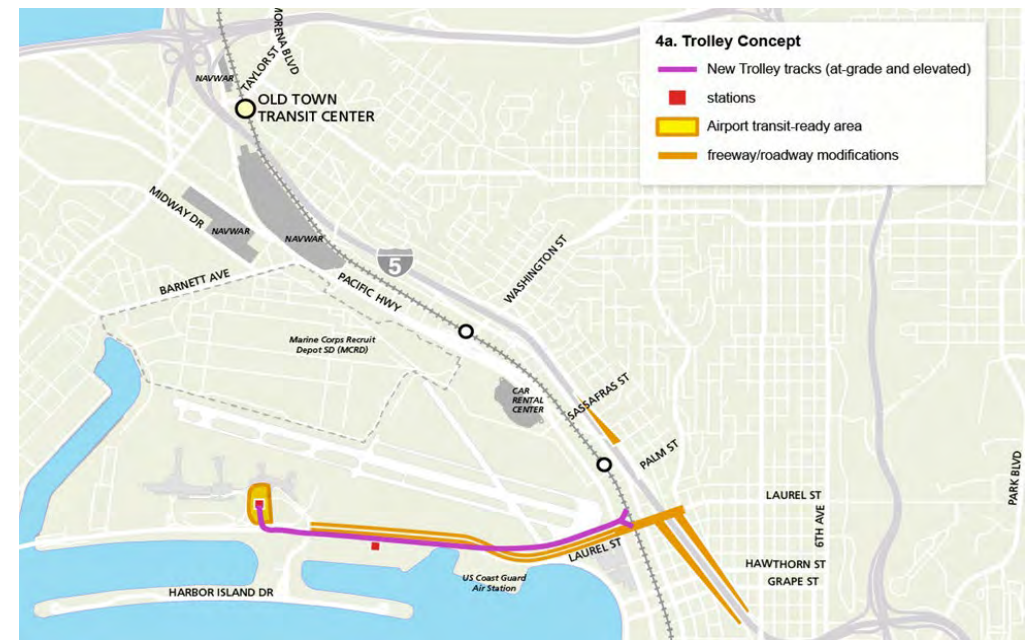 4a. Trolley Concept
New Trolley tracks (at-grade and elevated)
stations
Airport transit-ready area
freeway/roadway modifications
MORENA BLVD
TAYLOR ST
NAVWAR
OLD TOWN
TRANSIT CENTER
MIDWAY DR
NAVWAR
NAVWAR
5
WASHINGTON ST
BARNETT AVE
PACIFIC HWY
Marine Corps Recruit
Depot SD (MCRD)
CAR
RENTAL
CENTER
SASSAFRAS ST
PALM ST
PARK BLVD
LAUREL ST
6TH AVE
LAUREL ST
HAWTHORN ST
GRAPE ST
US Coast Guard
Air Station
HARBOR ISLAND DR